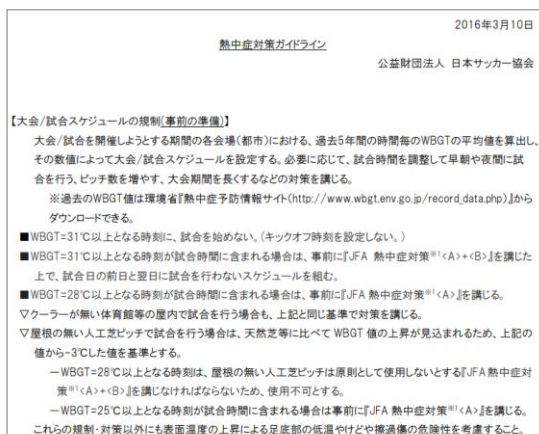 2016年3月10日
熱中症対策ガイドライン
公益財団法人 日本サッカー協会
【大会/試合スケジュールの規制(事前の準備)】
大会/試合を開催しようとする期間の各会場(都市)における、過去5年間の時間毎のWBGTの平均値を算出し、
その数値によって大会/試合スケジュールを設定する。必要に応じて、試合時間を調整して早朝や夜間に試
合を行う、ピッチ数を増やす、大会期間を長くするなどの対策を講じる。
※過去のWBGT値は環境省『熱中症予防情報サイト(http://www.wbgt.env.go.jp/record_data.php)』から
ダウンロードできる。
■WBGT=31℃以上となる時刻に、試合を始めない。(キックオフ時刻を設定しない。)
■WBGT=31℃以上となる時刻が試合時間に含まれる場合は、事前に『JFA 熱中症対策※1<A>+<B>』を講じた
上で、試合日の前日と翌日に試合を行わないスケジュールを組む。
■WBGT=28℃以上となる時刻が試合時間に含まれる場合は、事前に『JFA 熱中症対策※1<A>』を講じる。
▽クーラーが無い体育館等の屋内で試合を行う場合も、上記と同じ基準で対策を講じる。
▽屋根の無い人工芝ピッチで試合を行う場合は、天然芝等に比べて WBGT 値の上昇が見込まれるため、上記の
値から-3℃した値を基準とする。
－WBGT=28℃以上となる時刻は、屋根の無い人工芝ピッチは原則として使用しないとする『JFA 熱中症対
策※1<A>+<B>』を講じなければならないため、使用不可とする。
－WBGT=25℃以上となる時刻が試合時間に含まれる場合は事前に『JFA 熱中症対策※1<A>』を講じる。
これらの規制・対策以外にも表面温度の上昇による足底部の低温やけどや擦過傷の危険性を考慮すること。